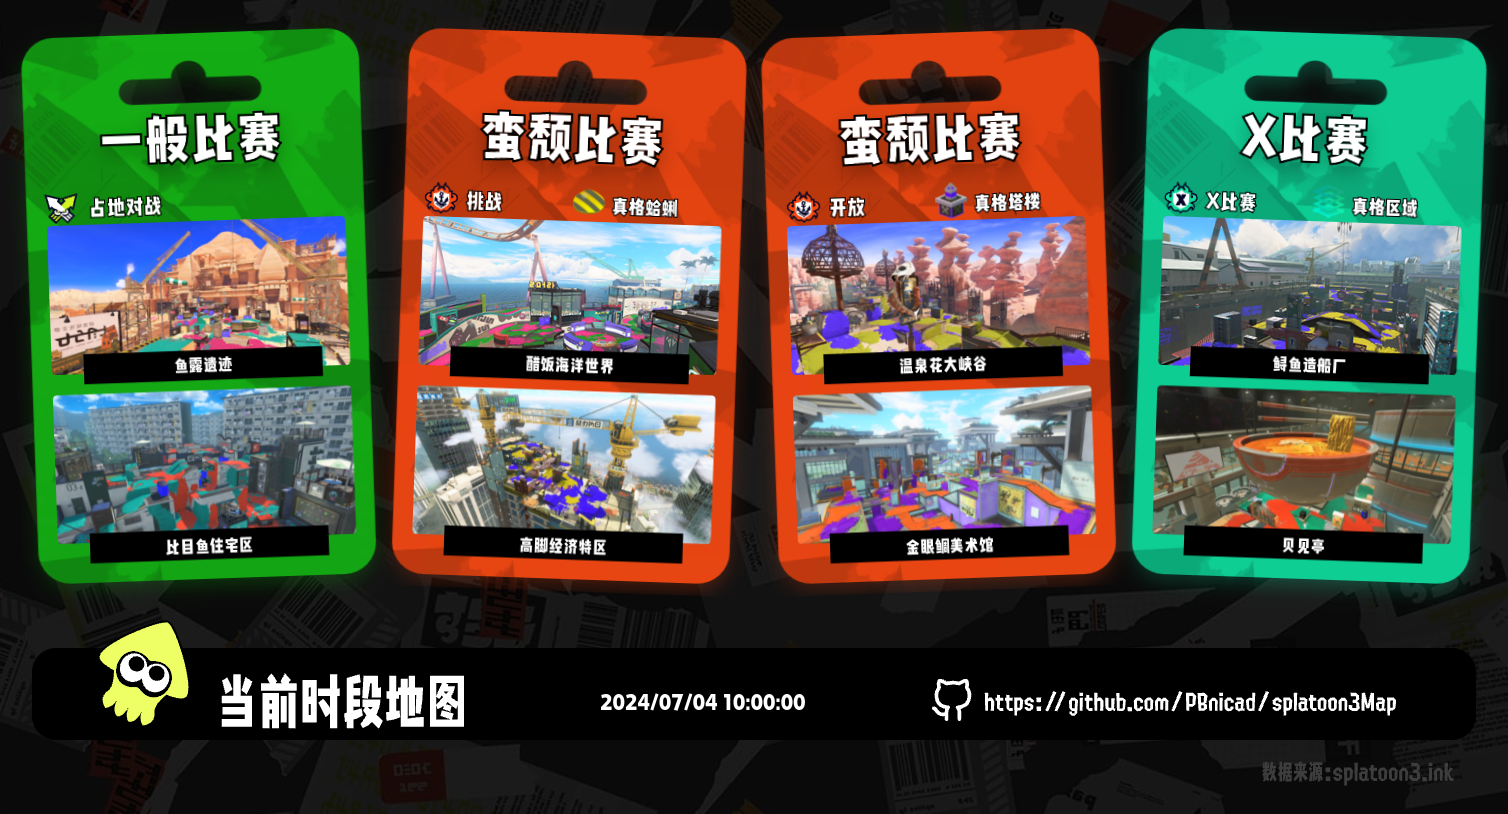 一般比赛
占地对战
鱼露遗迹
比目鱼住宅区
蛮颓比赛
挑战
真格蛤蜊
醋饭海洋世界
高脚经济特区
蛮颓比赛
开放
真格塔楼
温泉花大峡谷
金眼鲷美术馆
X比赛
X比赛
真格区域
鲟鱼造船厂
贝见亭
当前时段地图
2024/07/04 10:00:00
https://github.com/PBnicad/splatoon3Map
数据来源:splatoon3.ink